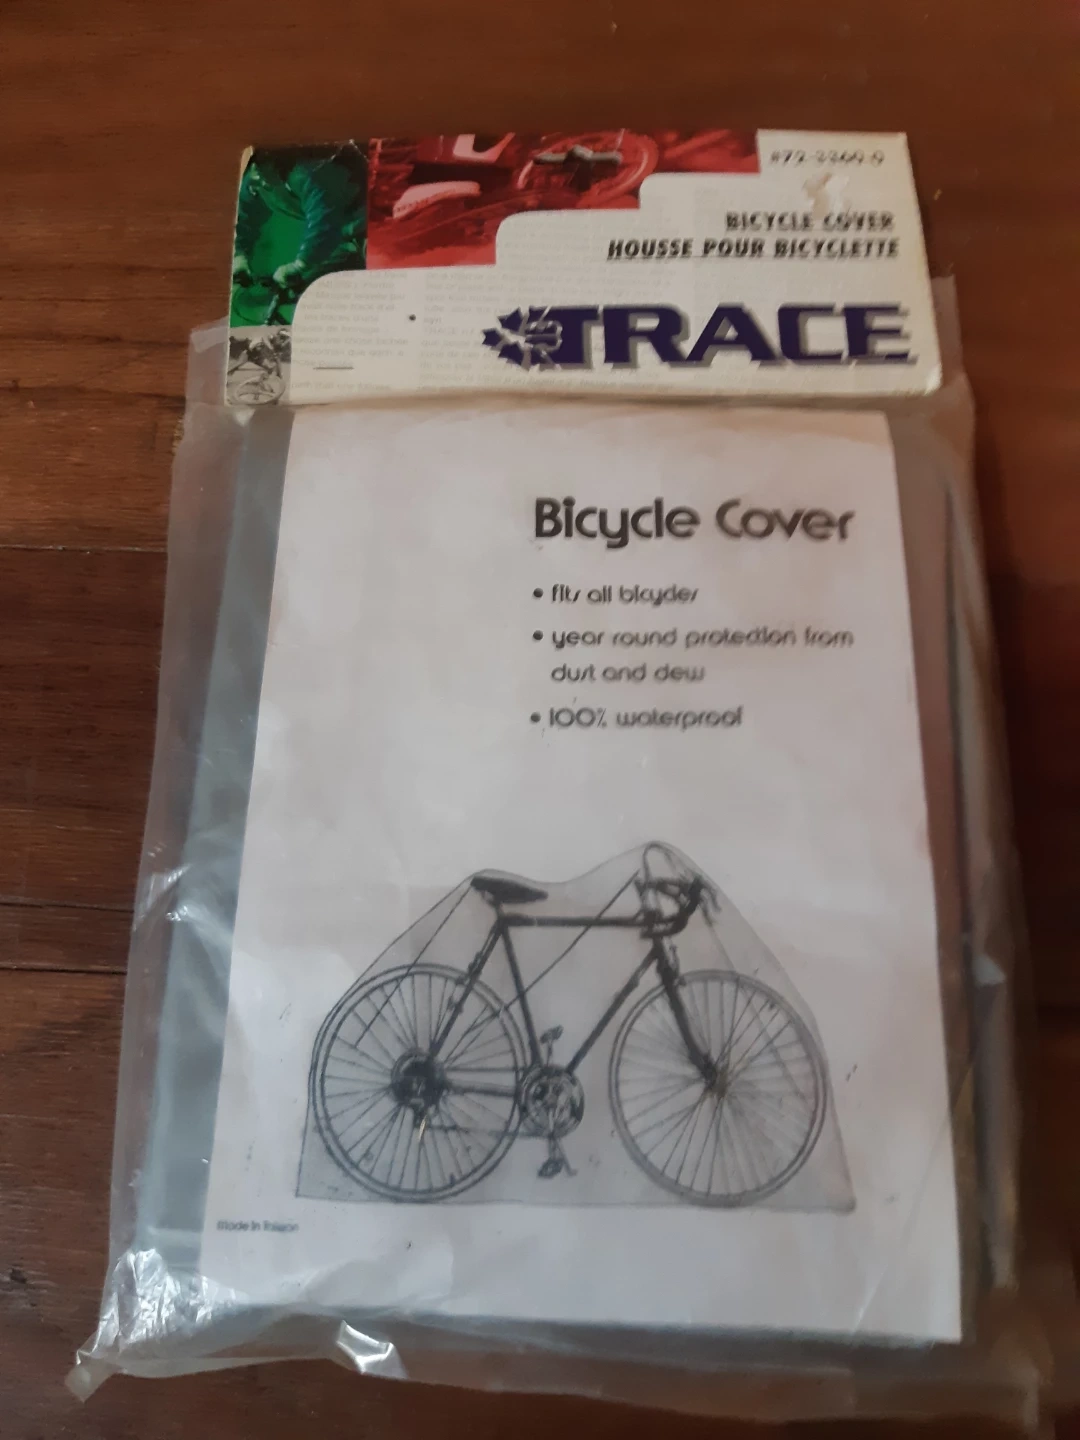 BICYCLE COVER
HOUSSE POUR BICYCLETTE
TRACE
Bicycle Cover
• fits all bicycles
• year round protection from
dust and dew
• 100% waterproof
Made in Taiwan